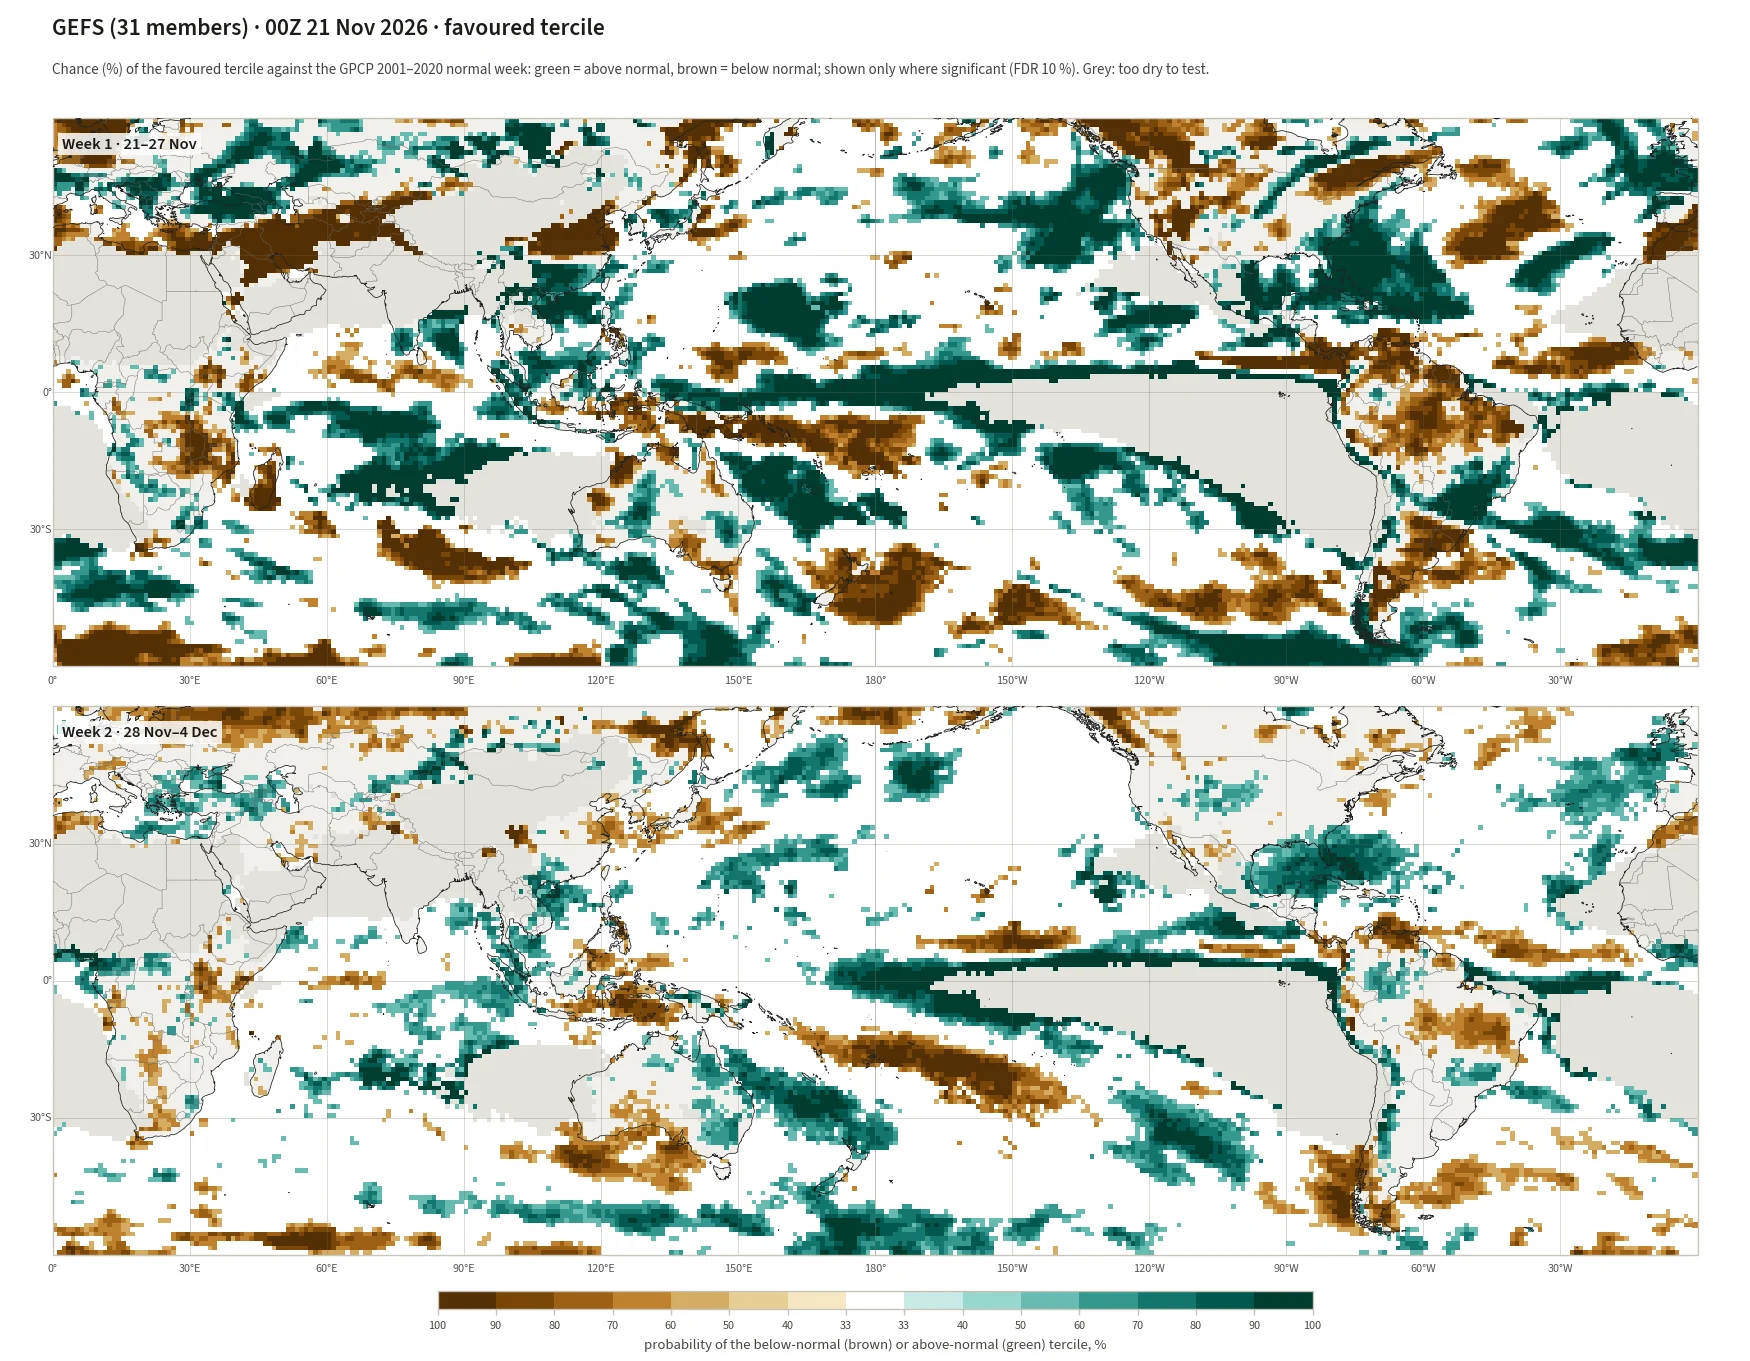 GEFS (31 members) · 00Z 21 Nov 2026 · favoured tercile
Chance (%) of the favoured tercile against the GPCP 2001–2020 normal week: green = above normal, brown = below normal; shown only where significant (FDR 10 %). Grey: too dry to test.
Week 1 · 21–27 Nov
30°N
0°
30°S
0° 30°E 60°E 90°E 120°E 150°E 180° 150°W 120°W 90°W 60°W 30°W
Week 2 · 28 Nov–4 Dec
30°N
0°
30°S
0° 30°E 60°E 90°E 120°E 150°E 180° 150°W 120°W 90°W 60°W 30°W
100 90 80 70 60 50 40 33 33 40 50 60 70 80 90 100
probability of the below-normal (brown) or above-normal (green) tercile, %